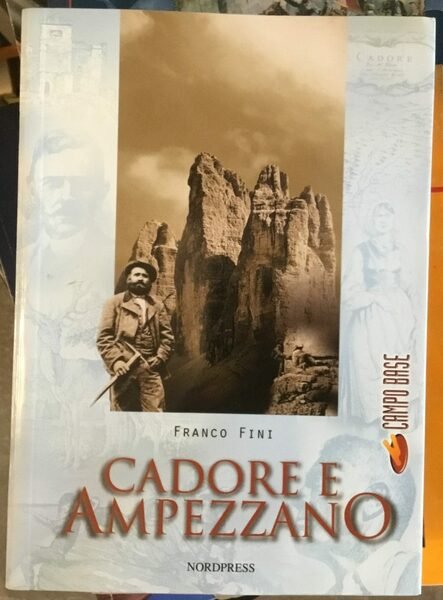 CADORE
FRANCO FINI
CAMPO BASE
CADORE E
AMPEZZANO
NORDPRESS